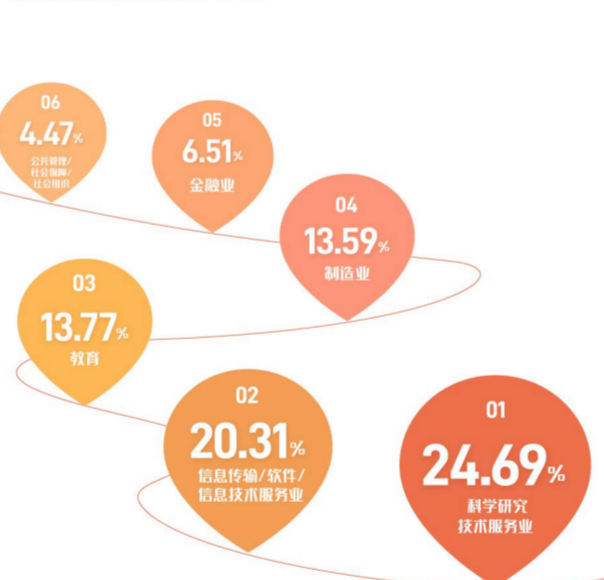 06
4.47%
公共管理/
社会保障/
社会组织
05
6.51%
金融业
04
13.59%
制造业
03
13.77%
教育
02
20.31%
信息传输/软件/
信息技术服务业
01
24.69%
科学研究
技术服务业